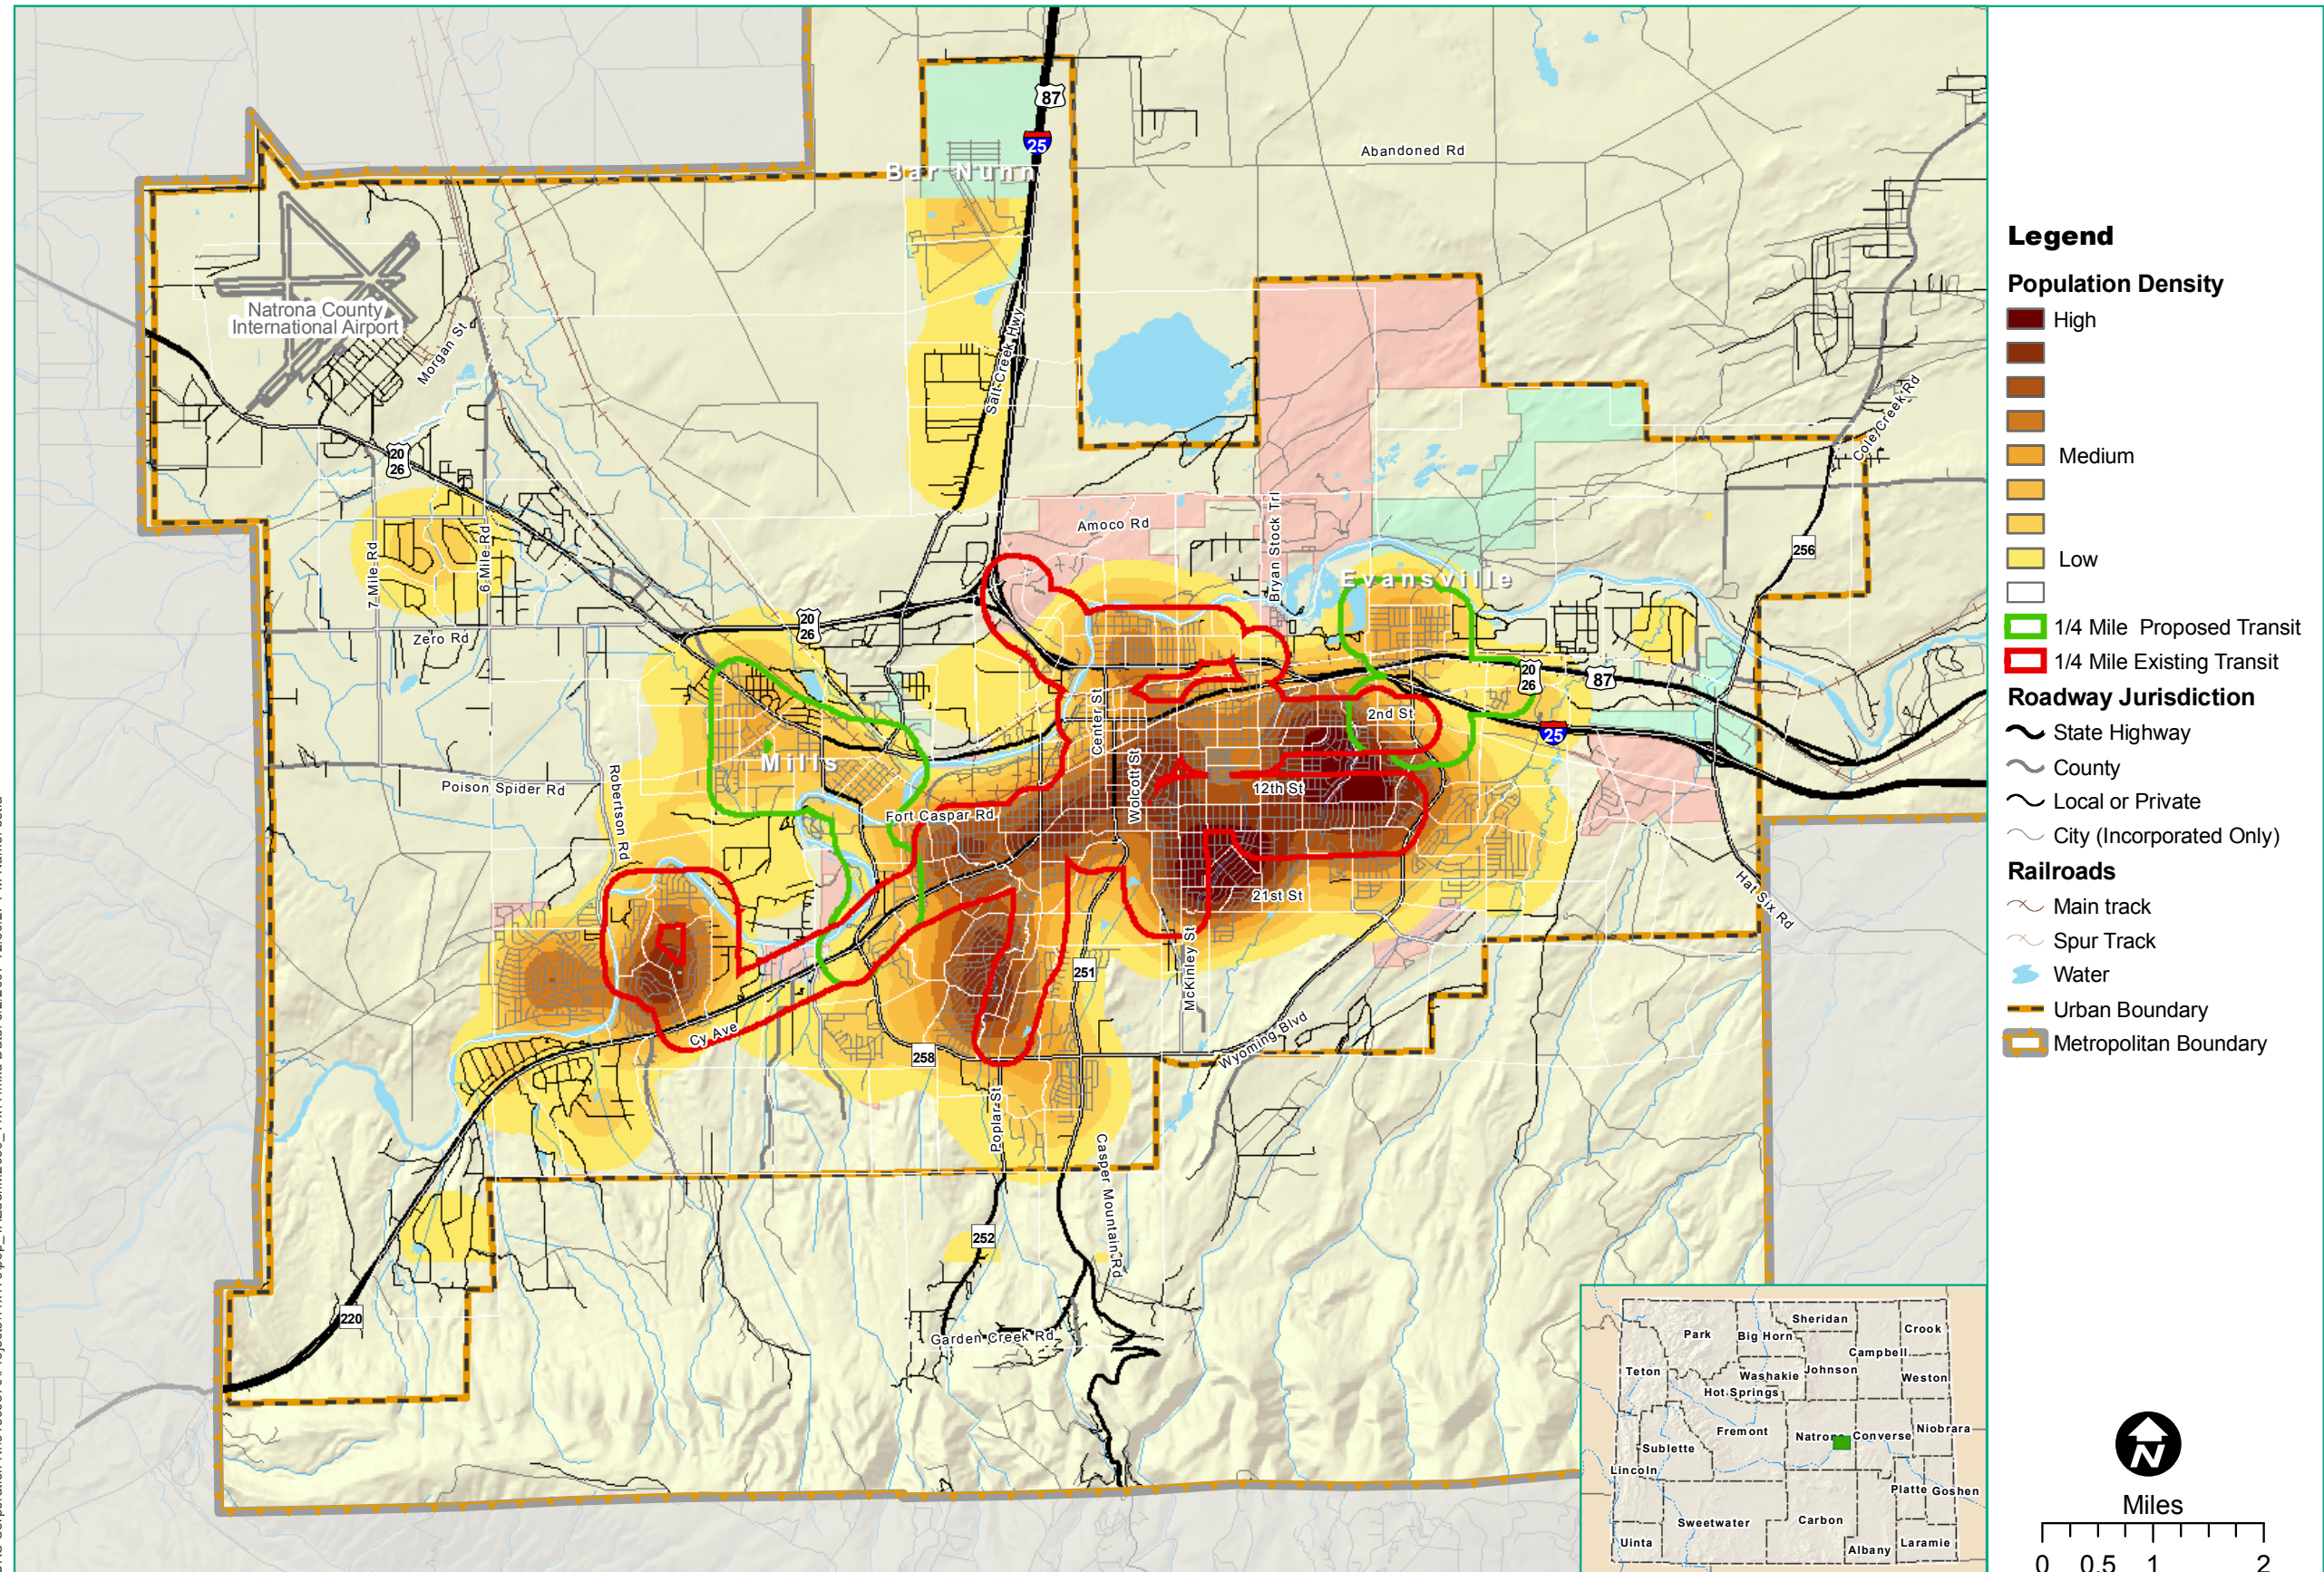 87
25
Abandoned Rd
Bar Nunn
Natrona County
International Airport
Morgan St
Salt Creek Hwy
Cole Creek Rd
20
26
7 Mile Rd
6 Mile Rd
Amoco Rd
Bryan Stock Trl
256
Evansville
20
26
Zero Rd
20
26
87
Center St
2nd St
25
Mills
Wolcott St
Poison Spider Rd
Robertson Rd
12th St
Fort Caspar Rd
21st St
Hat Six Rd
McKinley St
251
Cy Ave
258
Wyoming Blvd
Poplar St
Casper Mountain Rd
252
220
Garden Creek Rd
Legend
Population Density
High
Medium
Low
1/4 Mile  Proposed Transit
1/4 Mile Existing Transit
Roadway Jurisdiction
State Highway
County
Local or Private
City (Incorporated Only)
Railroads
Main track
Spur Track
Water
Urban Boundary
Metropolitan Boundary
Sheridan
Park
Big Horn
Crook
Campbell
Teton
Washakie
Johnson
Weston
Hot Springs
Fremont
Natrona
Converse
Niobrara
Sublette
Lincoln
Platte
Goshen
Sweetwater
Carbon
Uinta
Albany
Laramie
N
Miles
0 0.5 1 2